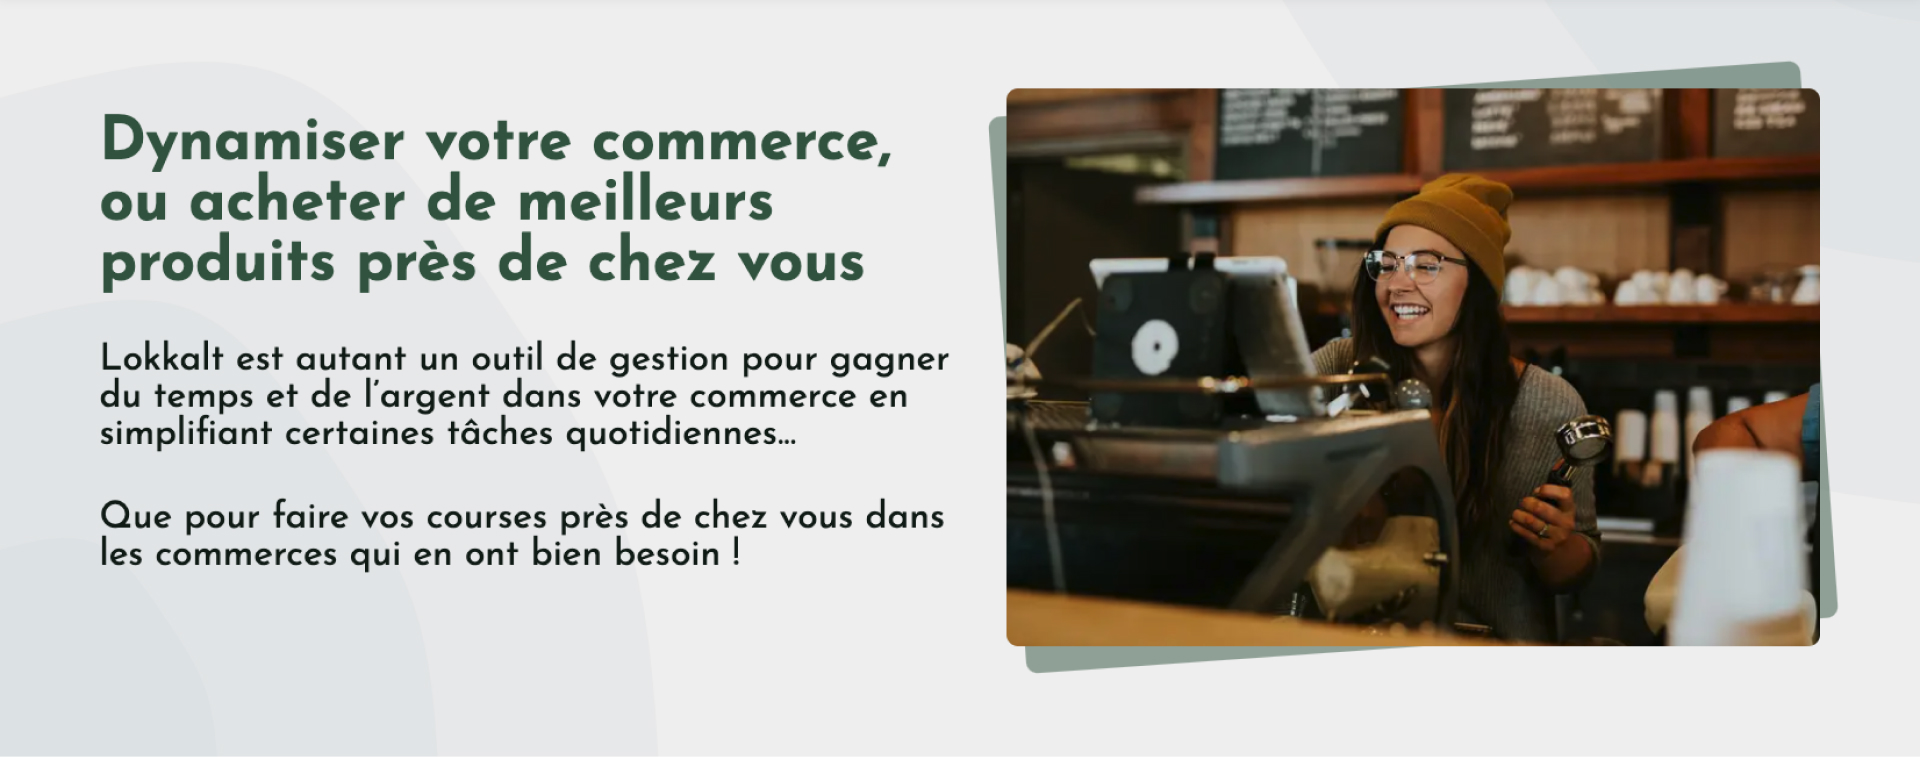 Dynamiser votre commerce,
ou acheter de meilleurs
produits près de chez vous
Lokkalt est autant un outil de gestion pour gagner
du temps et de l'argent dans votre commerce en
simplifiant certaines tâches quotidiennes...
Que pour faire vos courses près de chez vous dans
les commerces qui en ont bien besoin !